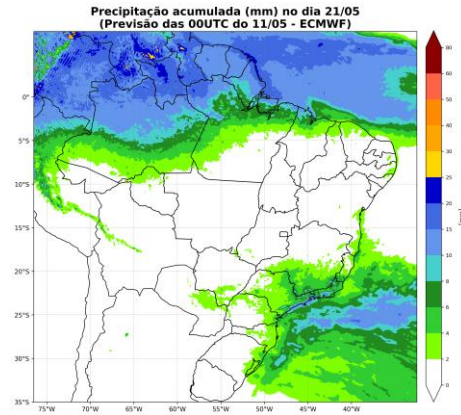 Precipitação acumulada (mm) no dia 21/05
(Previsão das 00UTC do 11/05 - ECMWF)
80
60
50
40
30
25
20
15
10
8
6
4
2
0
0°
5°S
10°S
15°S
20°S
25°S
30°S
35°S
75°W
70°W
65°W
60°W
55°W
50°W
45°W
40°W